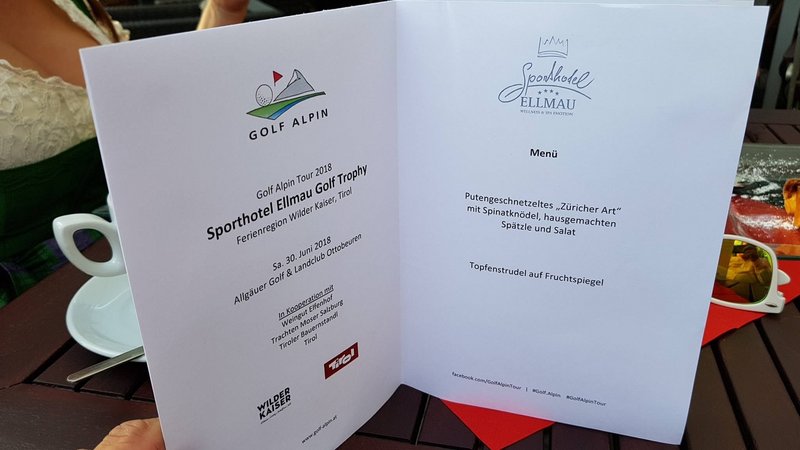 GOLF ALPIN
Golf Alpin Tour 2018
Sporthotel Ellmau Golf Trophy
Ferienregion Wilder Kaiser, Tirol
Sa. 30. Juni 2018
Allgäuer Golf & Landclub Ottobeuren
In Kooperation mit
Weingut Elfenhof
Trachten Moser Salzburg
Tiroler Bauernstandl
Tirol
WILDER
KAISER
Tirol
www.golf-alpin.at
Sporthotel
ELLMAU
WELLNESS & SPA EMOTION
Menü
Putengeschnetzeltes „Züricher Art“
mit Spinatknödel, hausgemachten
Spätzle und Salat
Topfenstrudel auf Fruchtspiegel
facebook.com/GolfAlpinTour | #Golf.Alpin #GolfAlpinTour